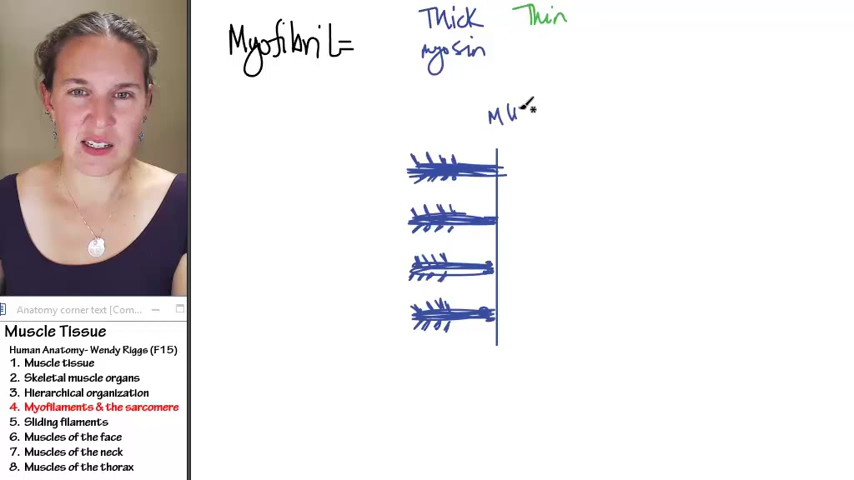 Thick Thin
Myofibril=
myosin
M
Anatomy corner text [Com...
Muscle Tissue
Human Anatomy- Wendy Riggs (F15)
1. Muscle tissue
2. Skeletal muscle organs
3. Hierarchical organization
4. Myofilaments & the sarcomere
5. Sliding filaments
6. Muscles of the face
7. Muscles of the neck
8. Muscles of the thorax